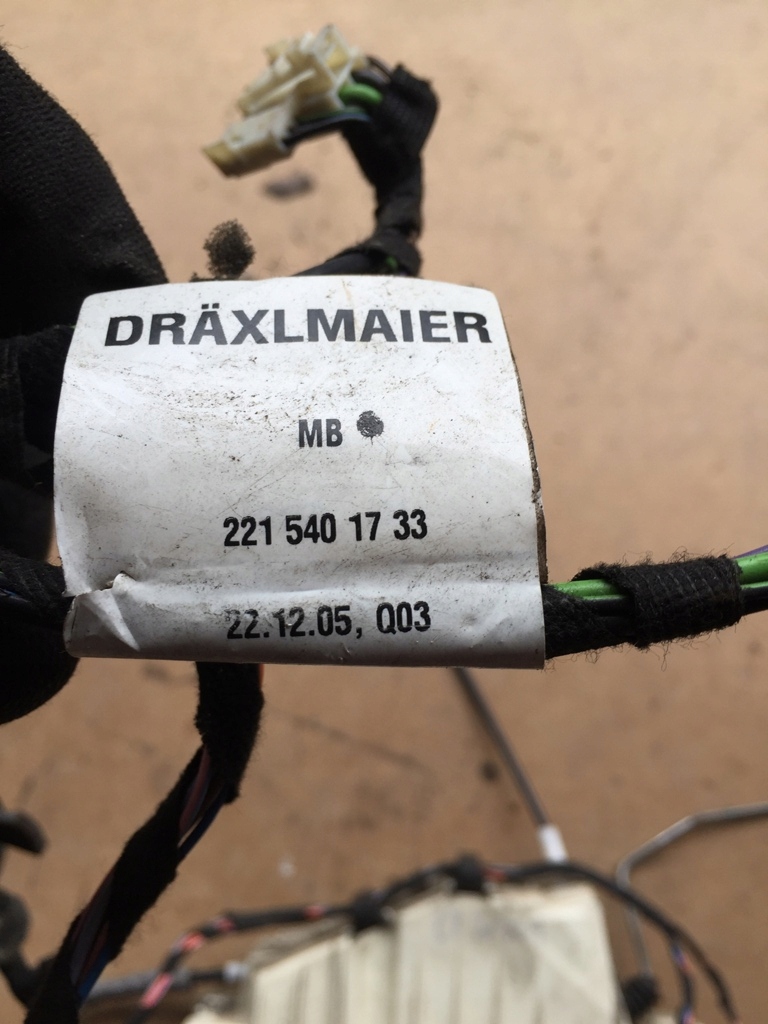 DRÄXLMAIER
MB
221 540 17 33
22.12.05, Q03